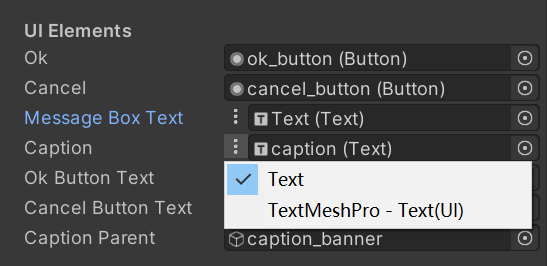 UI Elements
Ok ok_button (Button)
Cancel cancel_button (Button)
Message Box Text Text (Text)
Caption caption (Text)
Ok Button Text Text
Cancel Button Text TextMeshPro - Text(UI)
Caption Parent caption_banner